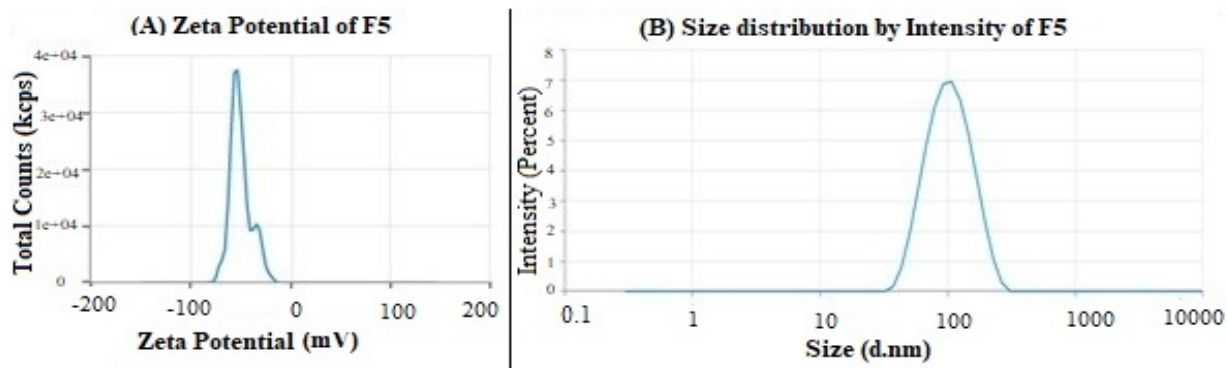 (A) Zeta Potential of F5
Total Counts (kcps)
4e+04
3e+04
2e+04
1e+04
0
-200 -100 0 100 200
Zeta Potential (mV)
(B) Size distribution by Intensity of F5
Intensity (Percent)
8
7
6
5
4
3
2
1
0
0.1 1 10 100 1000 10000
Size (d.nm)